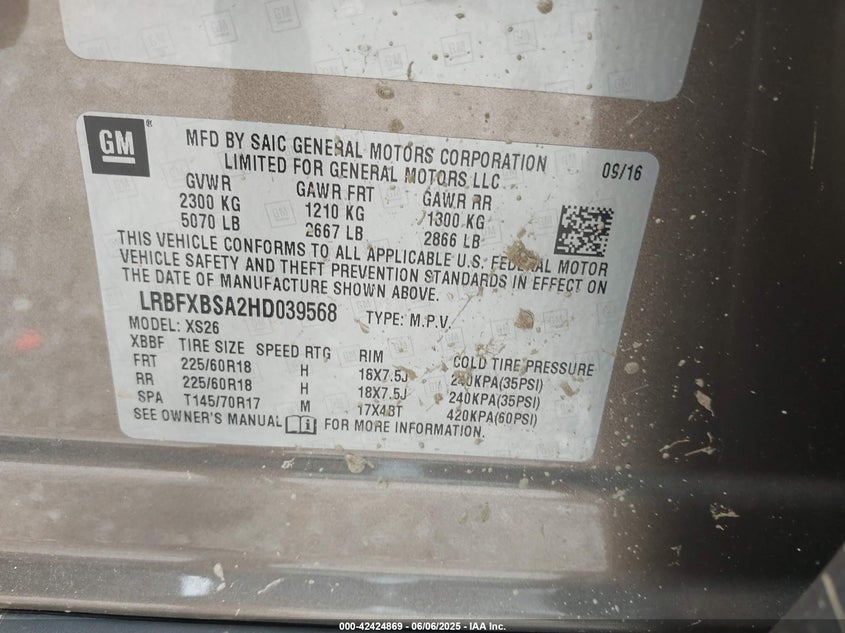 GM
MFD BY SAIC GENERAL MOTORS CORPORATION
LIMITED FOR GENERAL MOTORS LLC
09/16
GVWR GAWR FRT GAWR RR
2300 KG 1210 KG 1300 KG
5070 LB 2667 LB 2866 LB
THIS VEHICLE CONFORMS TO ALL APPLICABLE U.S. FEDERAL MOTOR
VEHICLE SAFETY AND THEFT PREVENTION STANDARDS IN EFFECT ON
THE DATE OF MANUFACTURE SHOWN ABOVE.
LRBFXBSA2HD039568 TYPE: M.P.V.
MODEL: XS26
XBBF TIRE SIZE SPEED RTG RIM COLD TIRE PRESSURE
FRT 225/60R18 H 18X7.5J 240KPA(35PSI)
RR 225/60R18 H 18X7.5J 240KPA(35PSI)
SPA T145/70R17 M 17X4BT 420KPA(60PSI)
SEE OWNER'S MANUAL FOR MORE INFORMATION.
000-42424869 - 06/06/2025 - IAA Inc.